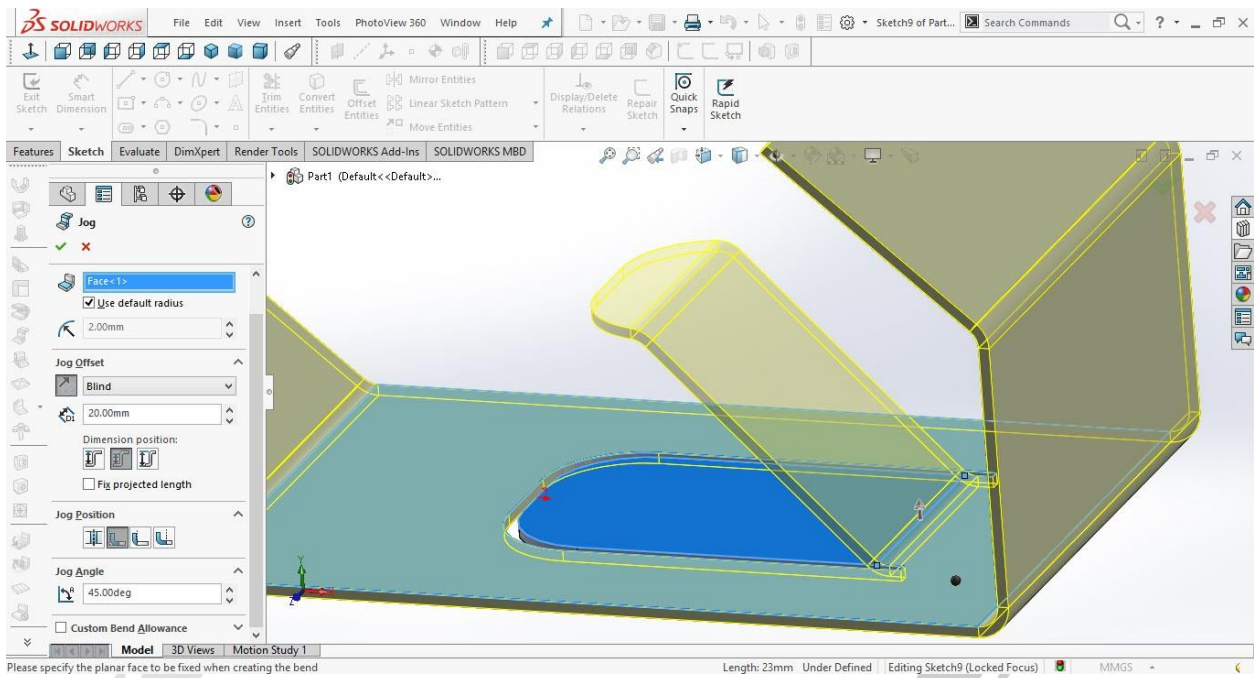 SOLIDWORKS File Edit View Insert Tools PhotoView 360 Window Help Sketch9 of Part... Search Commands ?
Exit Sketch Smart Dimension Trim Entities Convert Entities Offset Entities Mirror Entities Linear Sketch Pattern Move Entities Display/Delete Relations Repair Sketch Quick Snaps Rapid Sketch
Features Sketch Evaluate DimXpert Render Tools SOLIDWORKS Add-Ins SOLIDWORKS MBD
Part1 (Default<<Default>...
Jog
Face<1>
Use default radius
2.00mm
Jog Offset
Blind
D1 20.00mm
Dimension position:
Fix projected length
Jog Position
Jog Angle
45.00deg
Custom Bend Allowance
Y
Z
Model 3D Views Motion Study 1
Please specify the planar face to be fixed when creating the bend Length: 23mm Under Defined Editing Sketch9 (Locked Focus) MMGS